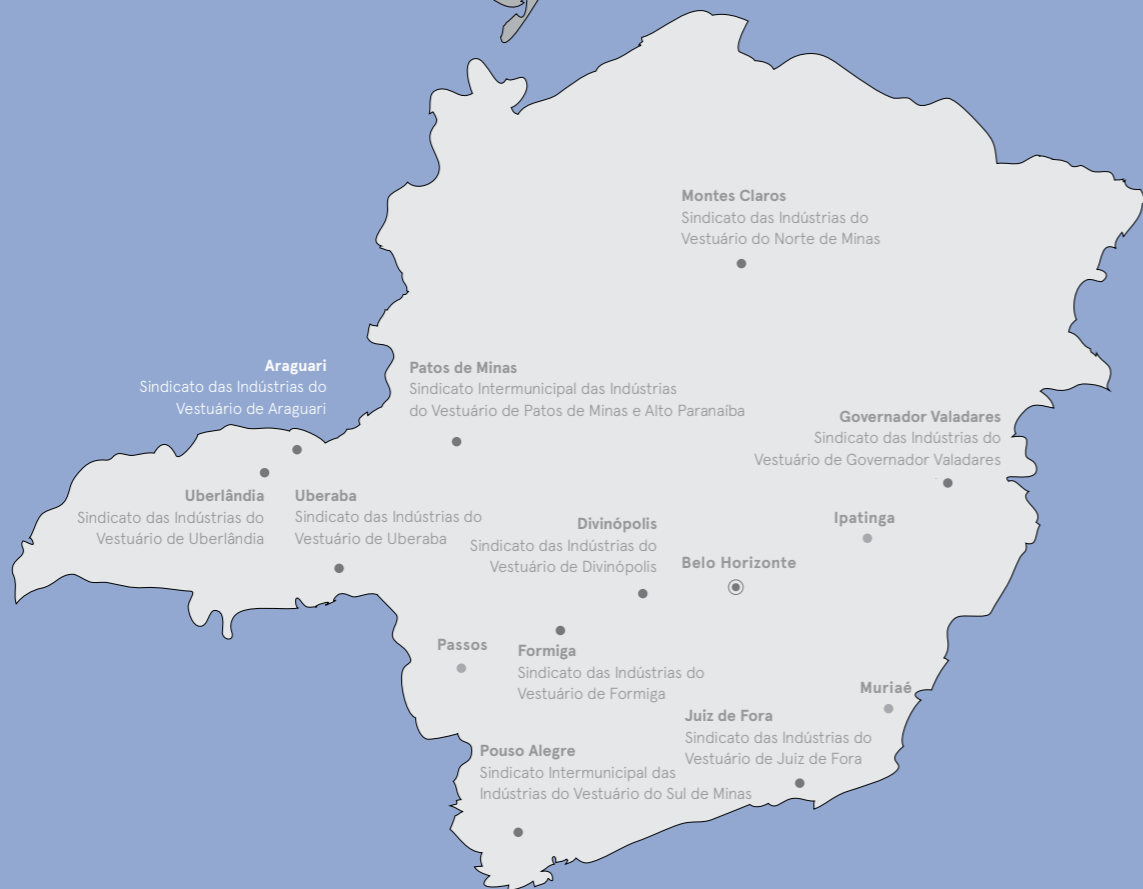 Montes Claros
Sindicato das Indústrias do
Vestuário do Norte de Minas
Araguari
Sindicato das Indústrias do
Vestuário de Araguari
Patos de Minas
Sindicato Intermunicipal das Indústrias
do Vestuário de Patos de Minas e Alto Paranaíba
Governador Valadares
Sindicato das Indústrias do
Vestuário de Governador Valadares
Uberlândia
Sindicato das Indústrias do
Vestuário de Uberlândia
Uberaba
Sindicato das Indústrias do
Vestuário de Uberaba
Divinópolis
Sindicato das Indústrias do
Vestuário de Divinópolis
Ipatinga
Belo Horizonte
Passos
Formiga
Sindicato das Indústrias do
Vestuário de Formiga
Muriaé
Juiz de Fora
Sindicato das Indústrias do
Vestuário de Juiz de Fora
Pouso Alegre
Sindicato Intermunicipal das
Indústrias do Vestuário do Sul de Minas